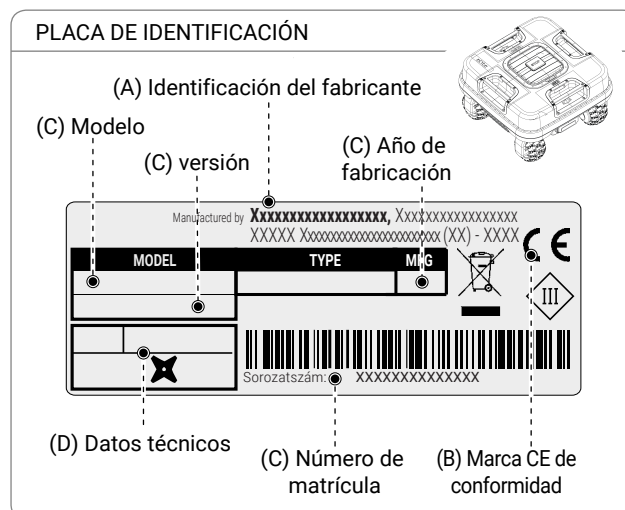 PLACA DE IDENTIFICACIÓN
(A) Identificación del fabricante
(C) Modelo
(C) versión
(C) Año de
fabricación
Manufactured by Xxxxxxxxxxxxxxxxxx, Xxxxxxxxxxxxxxxxx
XXXXX Xxxxxxxxxxxxxxxxxxxxxxxx (XX) - XXXX
MODEL TYPE MFG
CE
III
Sorozatszám: XXXXXXXXXXXXXX
(D) Datos técnicos
(C) Número de
matrícula
(B) Marca CE de
conformidad